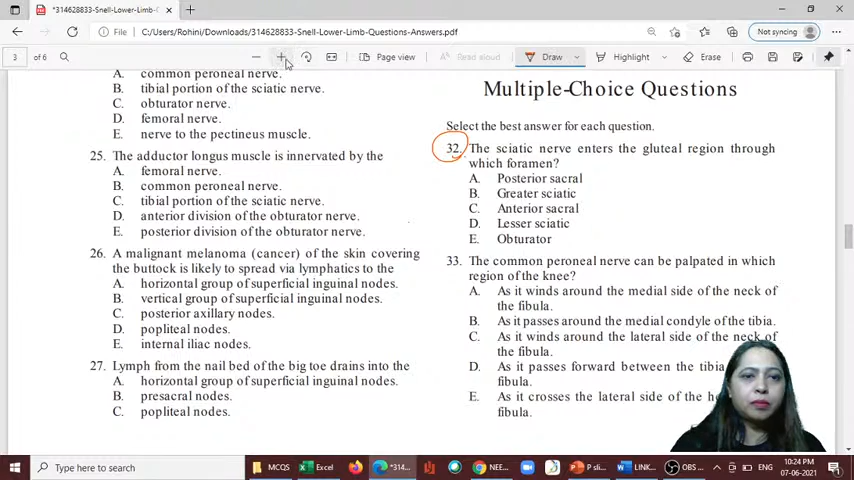 *314628833-Snell-Lower-Limb-Q
File
C:/Users/Rohini/Downloads/314628833-Snell-Lower-Limb-Questions-Answers.pdf
Not syncing
3 of 6
Page view
Read aloud
Draw
Highlight
Erase
A. common peroneal nerve.
B. tibial portion of the sciatic nerve.
C. obturator nerve.
D. femoral nerve.
E. nerve to the pectineus muscle.
25. The adductor longus muscle is innervated by the
A. femoral nerve.
B. common peroneal nerve.
C. tibial portion of the sciatic nerve.
D. anterior division of the obturator nerve.
E. posterior division of the obturator nerve.
26. A malignant melanoma (cancer) of the skin covering
the buttock is likely to spread via lymphatics to the
A. horizontal group of superficial inguinal nodes.
B. vertical group of superficial inguinal nodes.
C. posterior axillary nodes.
D. popliteal nodes.
E. internal iliac nodes.
27. Lymph from the nail bed of the big toe drains into the
A. horizontal group of superficial inguinal nodes.
B. presacral nodes.
C. popliteal nodes.
Multiple-Choice Questions
Select the best answer for each question.
32. The sciatic nerve enters the gluteal region through
which foramen?
A. Posterior sacral
B. Greater sciatic
C. Anterior sacral
D. Lesser sciatic
E. Obturator
33. The common peroneal nerve can be palpated in which
region of the knee?
A. As it winds around the medial side of the neck of
the fibula.
B. As it passes around the medial condyle of the tibia.
C. As it winds around the lateral side of the neck of
the fibula.
D. As it passes forward between the tibia
fibula.
E. As it crosses the lateral side of the
fibula.
Type here to search
MCQS
Excel
*314...
NEE...
P sli...
LINK...
OBS ...
ENG
10:24 PM
07-06-2021